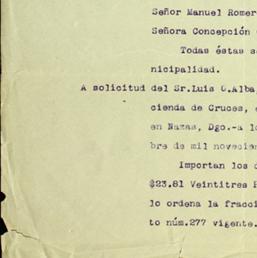 Señor Manuel Romer
Señora Concepción
Todas éstas s
nicipalidad.
A solicitud del Sr.Luis G.Alba
cienda de Cruces, e
en Nazas, Dgo.-a l
bre de mil novecien
Importan los d
$23.81 Veintitres P
lo ordena la fracci
to núm.277 vigente.